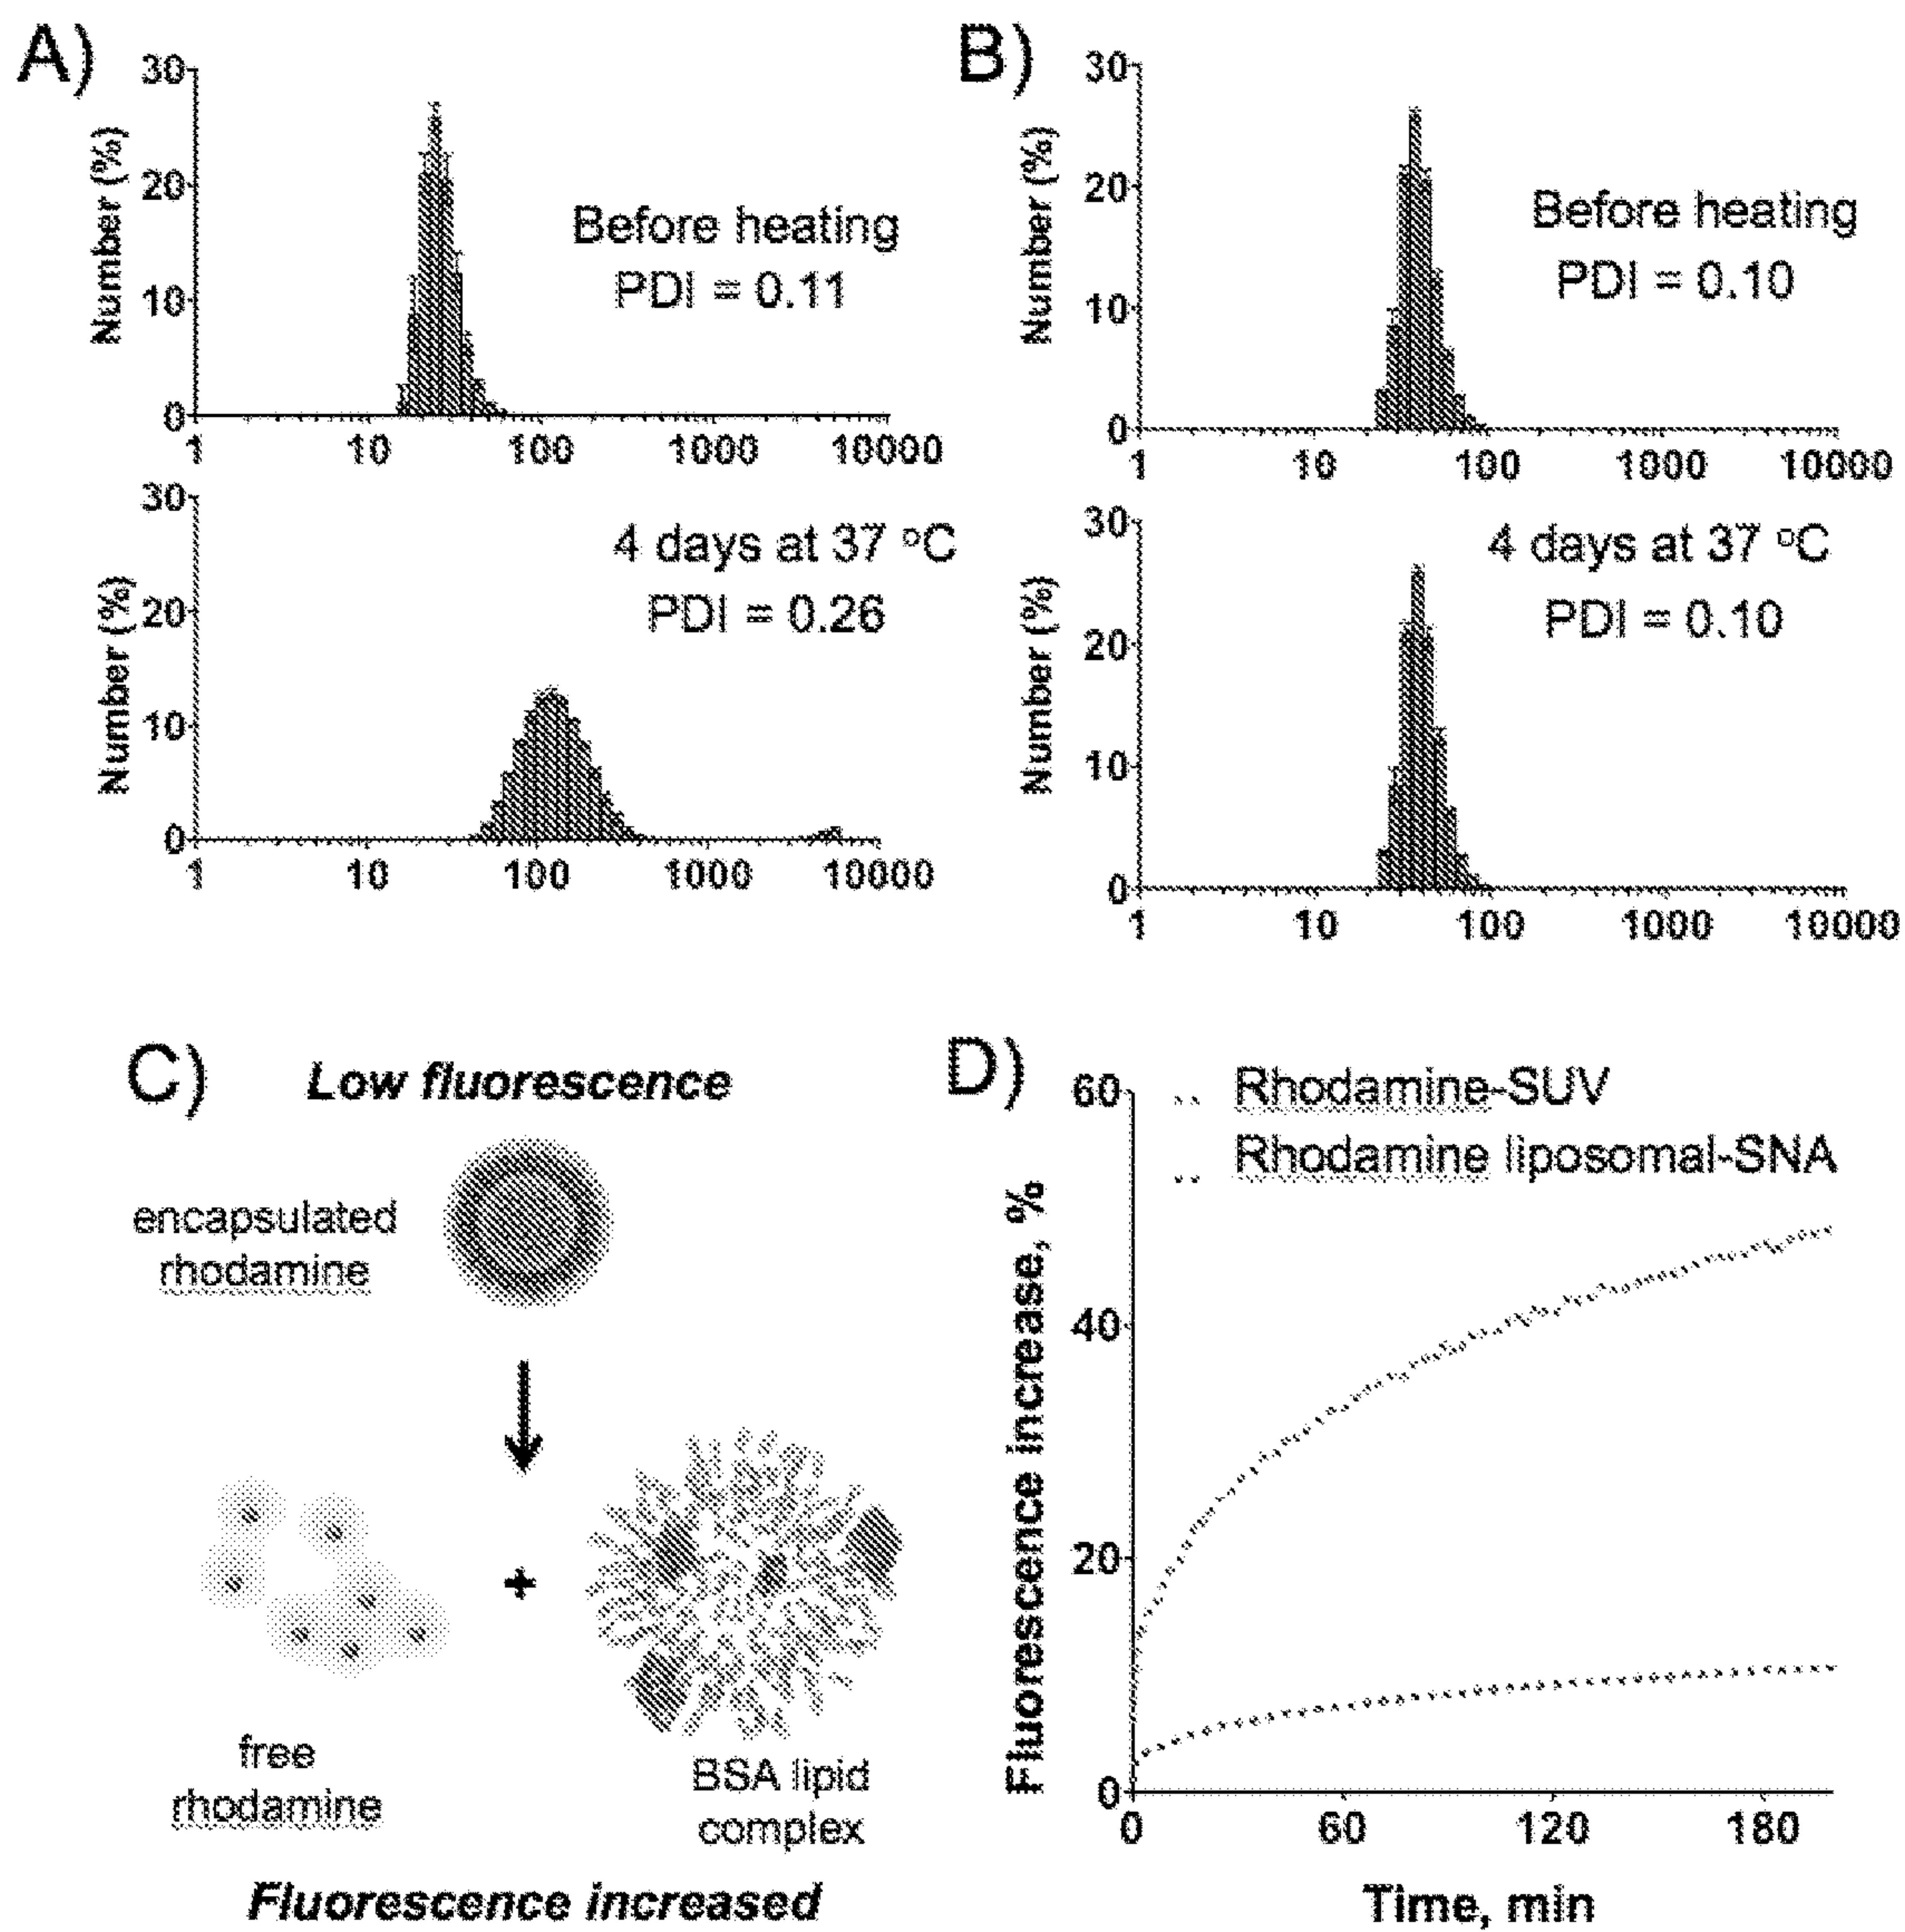 A)
30
20
10
0
Number (%)
Before heating
PDI = 0.11
1 10 100 1000 10000
30
20
10
0
Number (%)
4 days at 37 °C
PDI = 0.26
1 10 100 1000 10000
B)
30
20
10
0
Number (%)
Before heating
PDI = 0.10
1 10 100 1000 10000
30
20
10
0
Number (%)
4 days at 37 °C
PDI = 0.10
1 10 100 1000 10000
C)
Low fluorescence
encapsulated
rhodamine
+
free
rhodamine
BSA lipid
complex
Fluorescence increased
D)
Rhodamine-SUV
Rhodamine liposomal-SNA
60
40
20
0
Fluorescence increase, %
0 60 120 180
Time, min